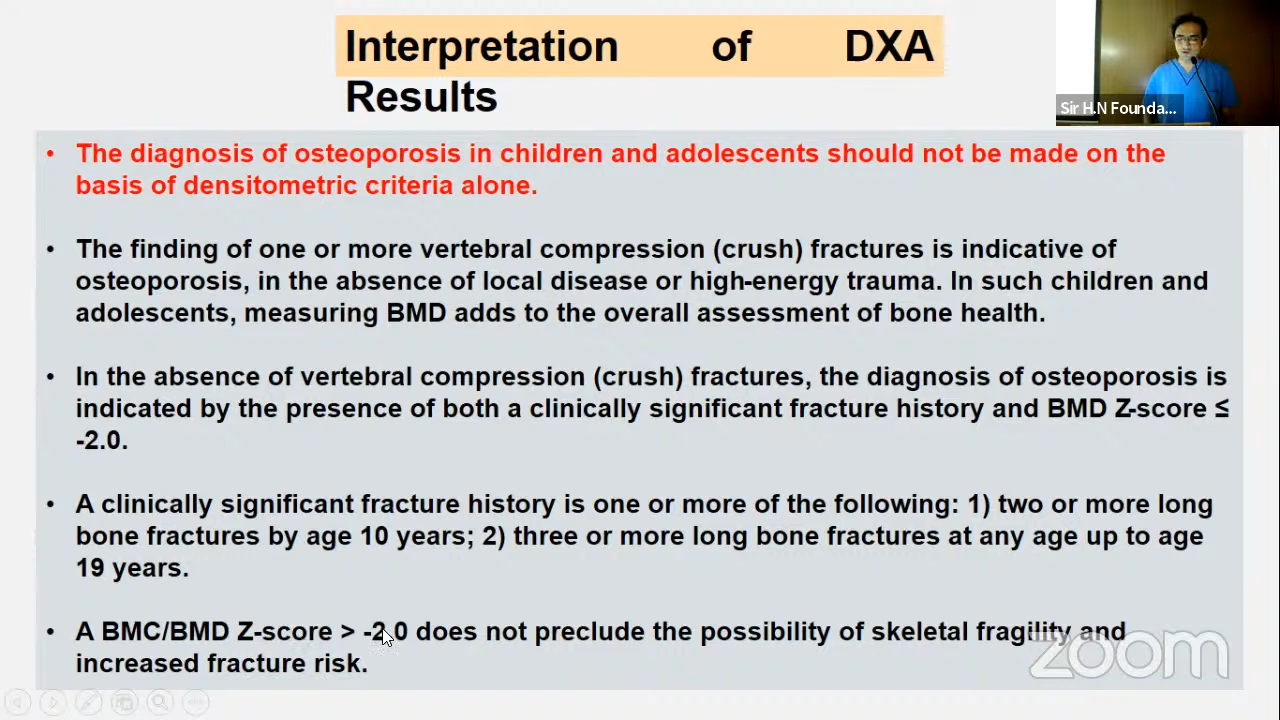 Interpretation of DXA
Results
Sir H.N Founda...
• The diagnosis of osteoporosis in children and adolescents should not be made on the
basis of densitometric criteria alone.
• The finding of one or more vertebral compression (crush) fractures is indicative of
osteoporosis, in the absence of local disease or high-energy trauma. In such children and
adolescents, measuring BMD adds to the overall assessment of bone health.
• In the absence of vertebral compression (crush) fractures, the diagnosis of osteoporosis is
indicated by the presence of both a clinically significant fracture history and BMD Z-score ≤
-2.0.
• A clinically significant fracture history is one or more of the following: 1) two or more long
bone fractures by age 10 years; 2) three or more long bone fractures at any age up to age
19 years.
• A BMC/BMD Z-score > -2.0 does not preclude the possibility of skeletal fragility and
increased fracture risk.
zoom